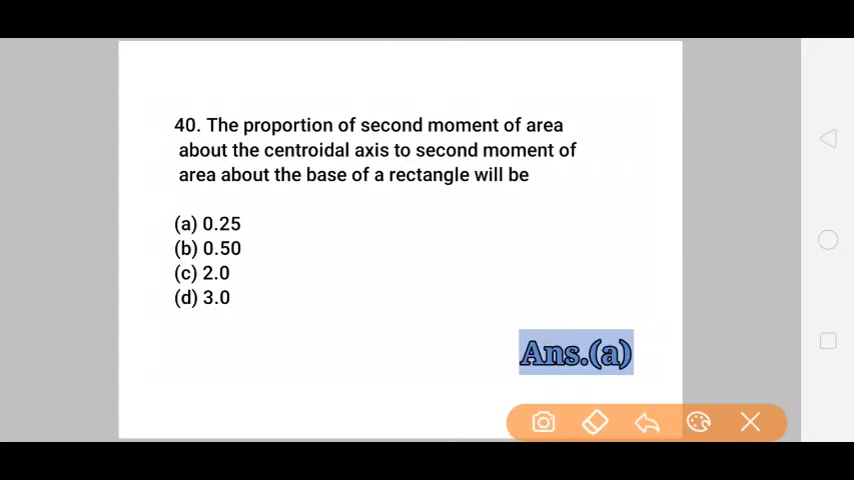 40. The proportion of second moment of area
about the centroidal axis to second moment of
area about the base of a rectangle will be
(a) 0.25
(b) 0.50
(c) 2.0
(d) 3.0
Ans.(a)